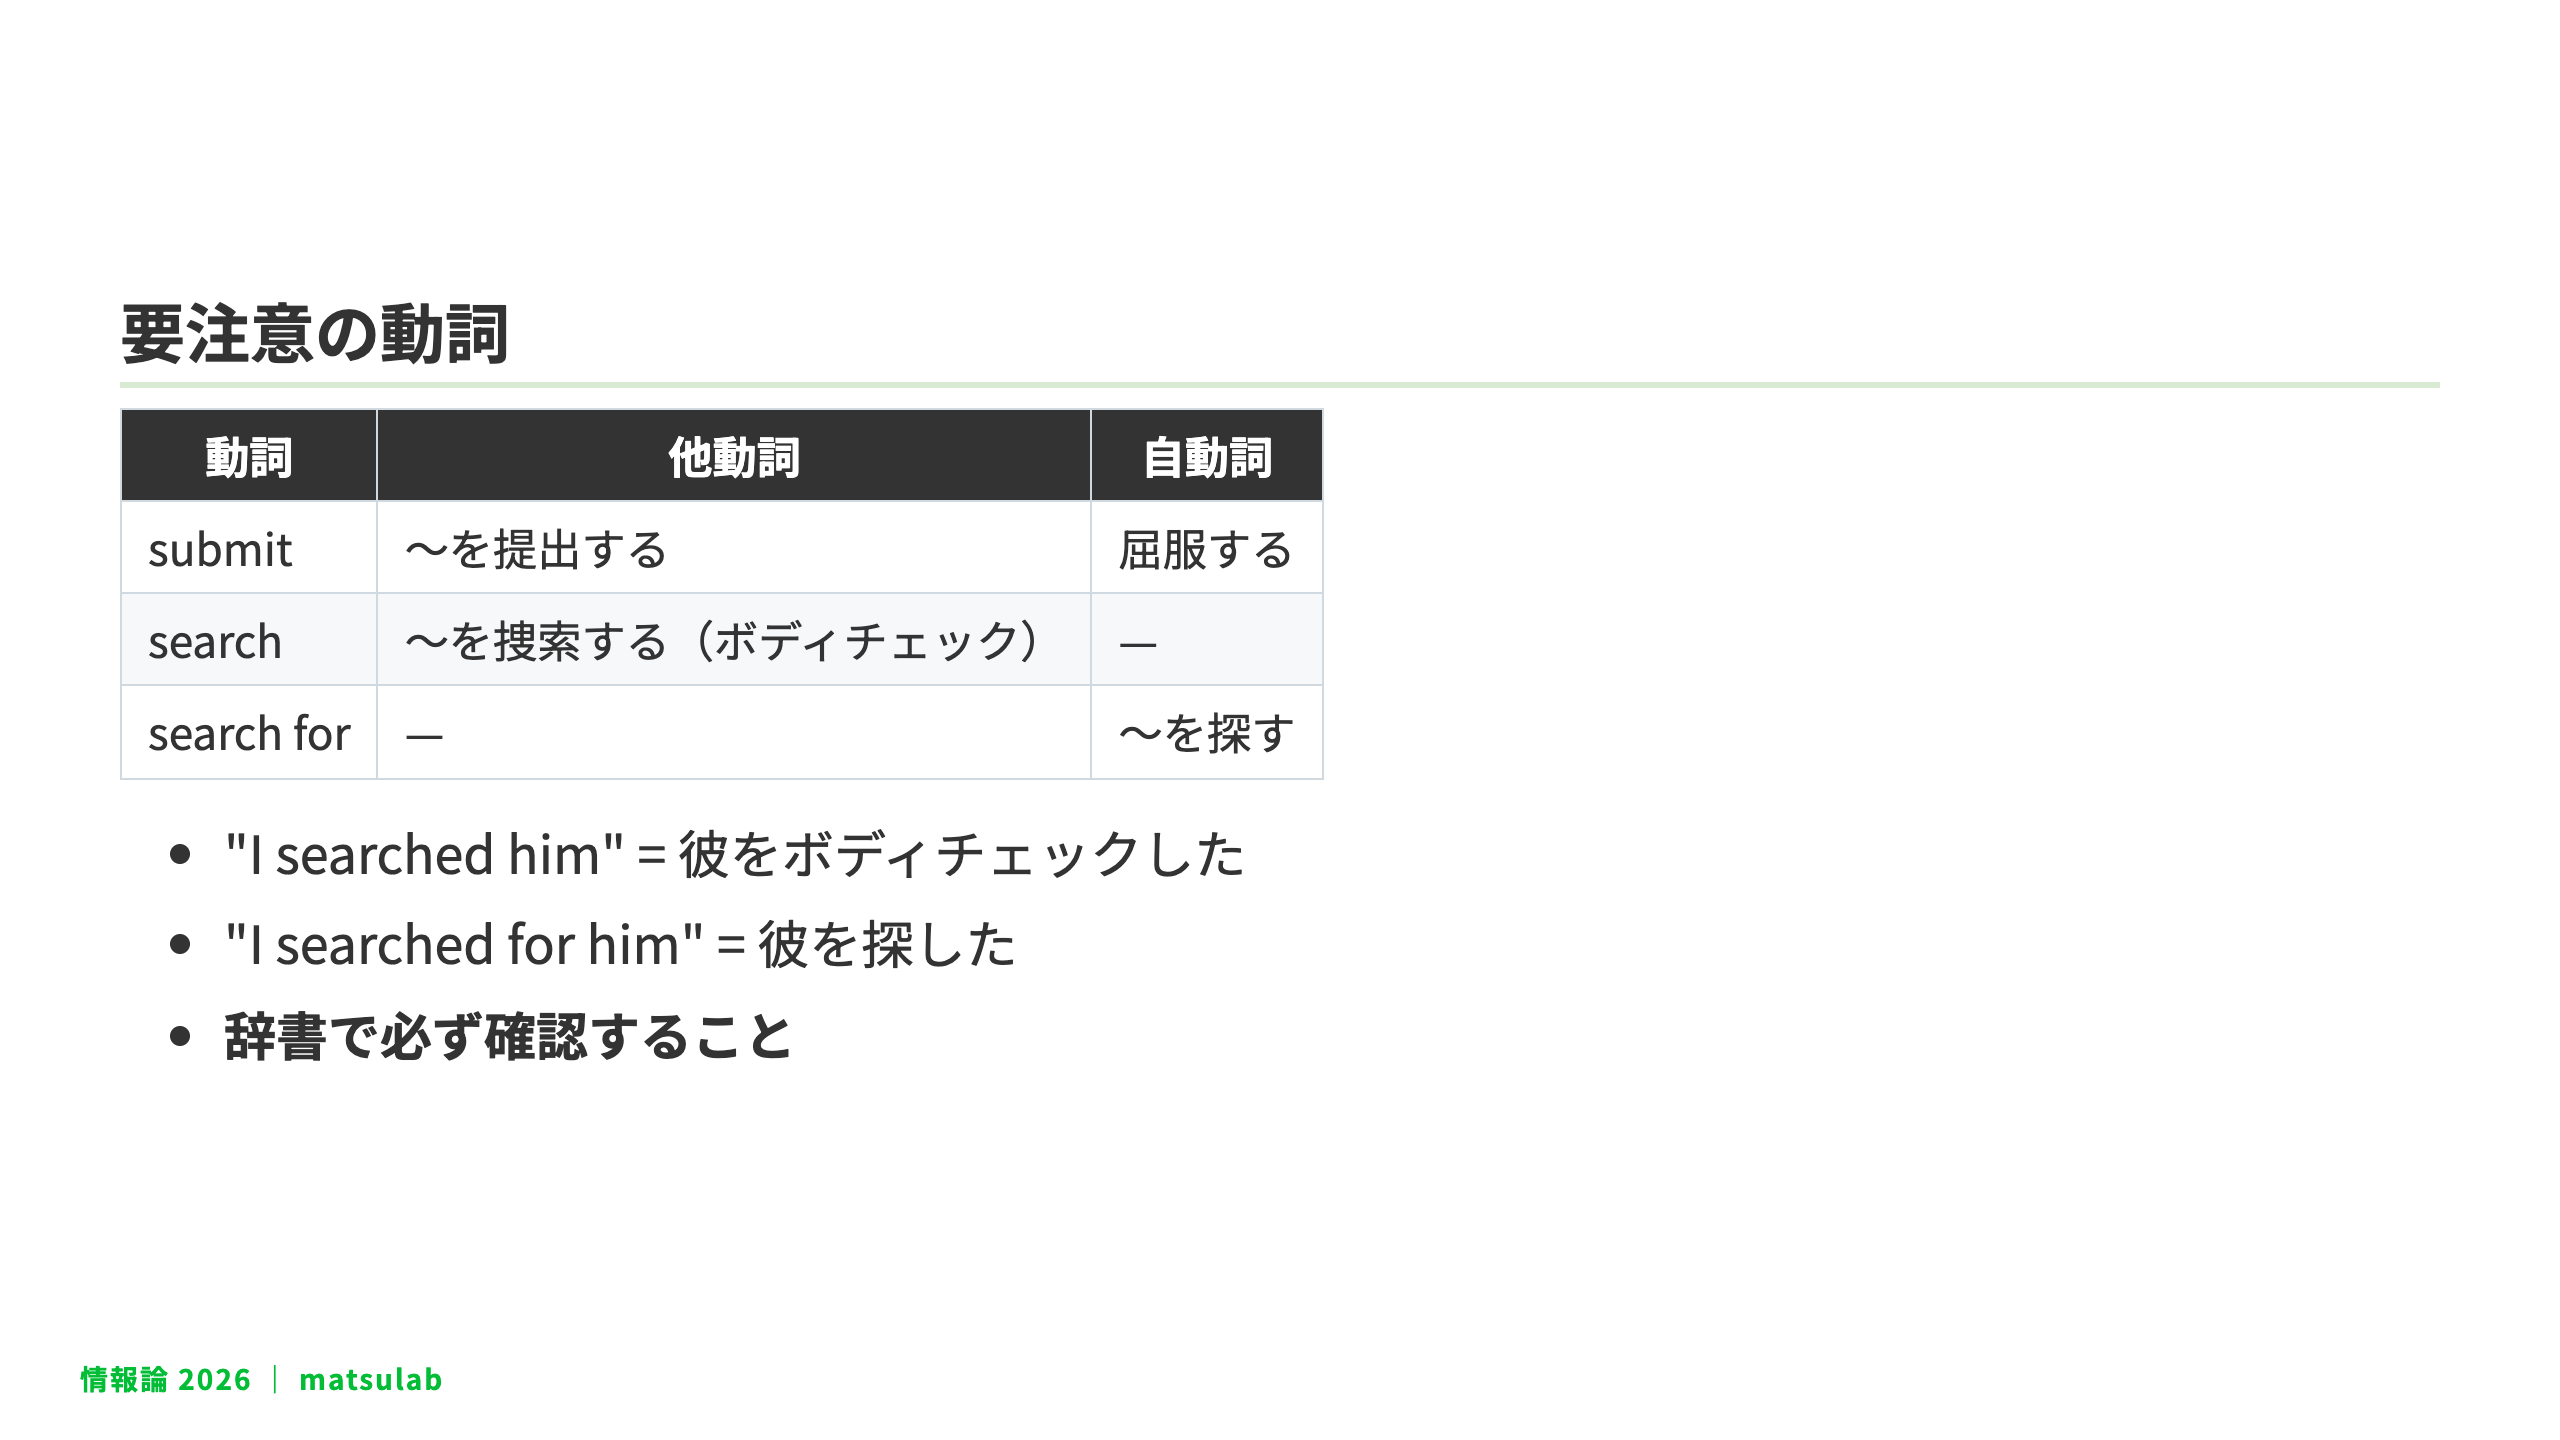 要注意の動詞
動詞 他動詞 自動詞
submit ～を提出する 屈服する
search ～を捜索する（ボディチェック） —
search for — ～を探す
"I searched him" = 彼をボディチェックした
"I searched for him" = 彼を探した
辞書で必ず確認すること
情報論 2026 ｜ matsulab